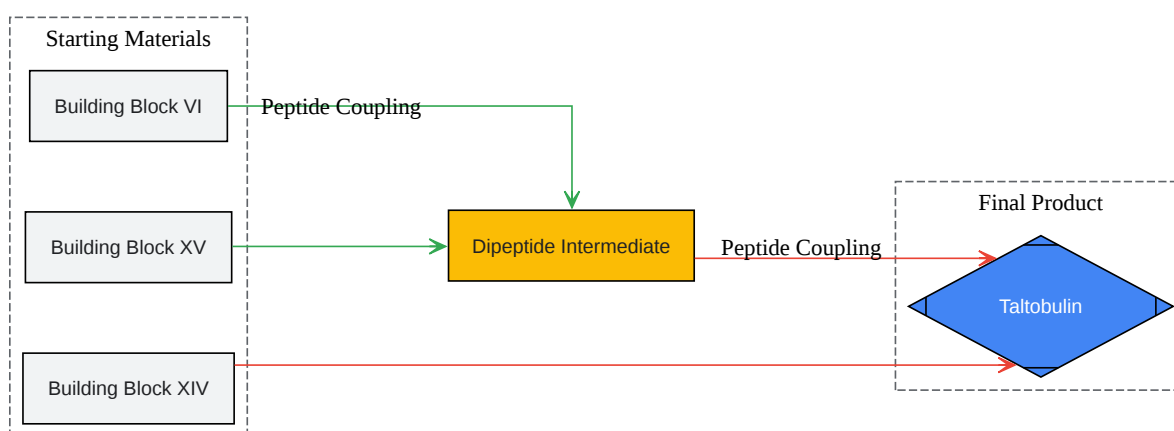 Starting Materials
Building Block VI
Peptide Coupling
Final Product
Building Block XV
Dipeptide Intermediate
Peptide Coupling
Taltobulin
Building Block XIV